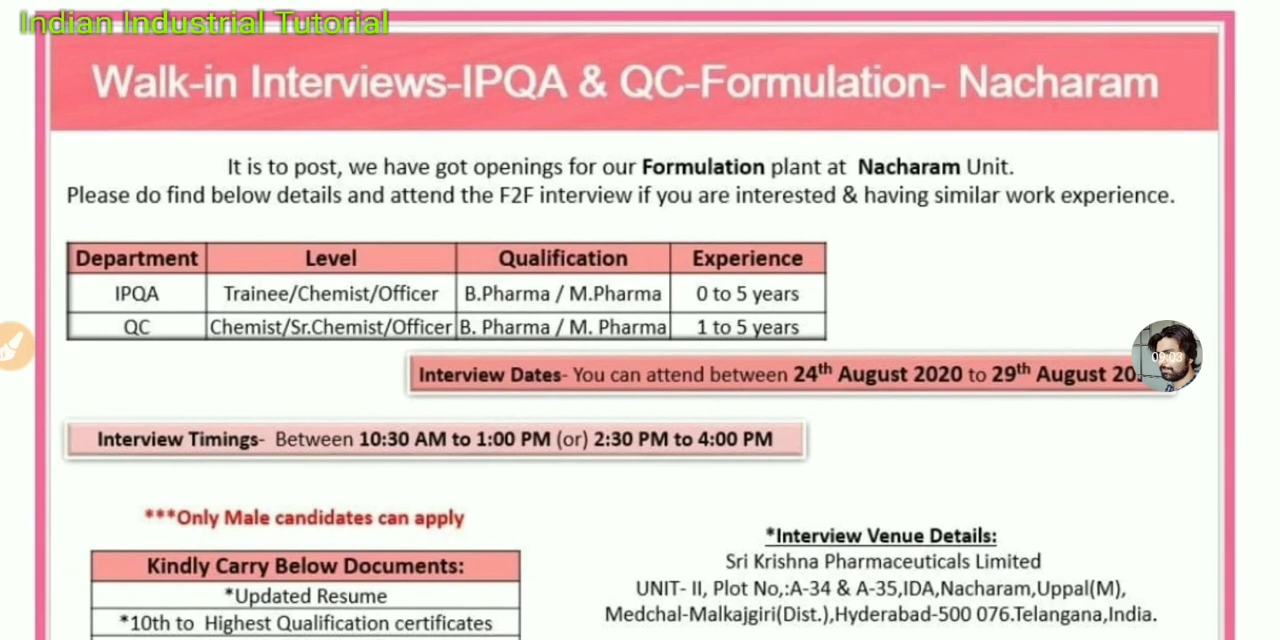 Indian Industrial Tutorial
Walk-in Interviews-IPQA & QC-Formulation- Nacharam
It is to post, we have got openings for our Formulation plant at Nacharam Unit.
Please do find below details and attend the F2F interview if you are interested & having similar work experience.
Department Level Qualification Experience
IPQA Trainee/Chemist/Officer B.Pharma / M.Pharma 0 to 5 years
QC Chemist/Sr.Chemist/Officer B. Pharma / M. Pharma 1 to 5 years
Interview Dates- You can attend between 24th August 2020 to 29th August 20
09:03
Interview Timings- Between 10:30 AM to 1:00 PM (or) 2:30 PM to 4:00 PM
***Only Male candidates can apply
Kindly Carry Below Documents:
*Updated Resume
*10th to Highest Qualification certificates
*Interview Venue Details:
Sri Krishna Pharmaceuticals Limited
UNIT- II, Plot No,:A-34 & A-35,IDA,Nacharam,Uppal(M),
Medchal-Malkajgiri(Dist.),Hyderabad-500 076.Telangana,India.